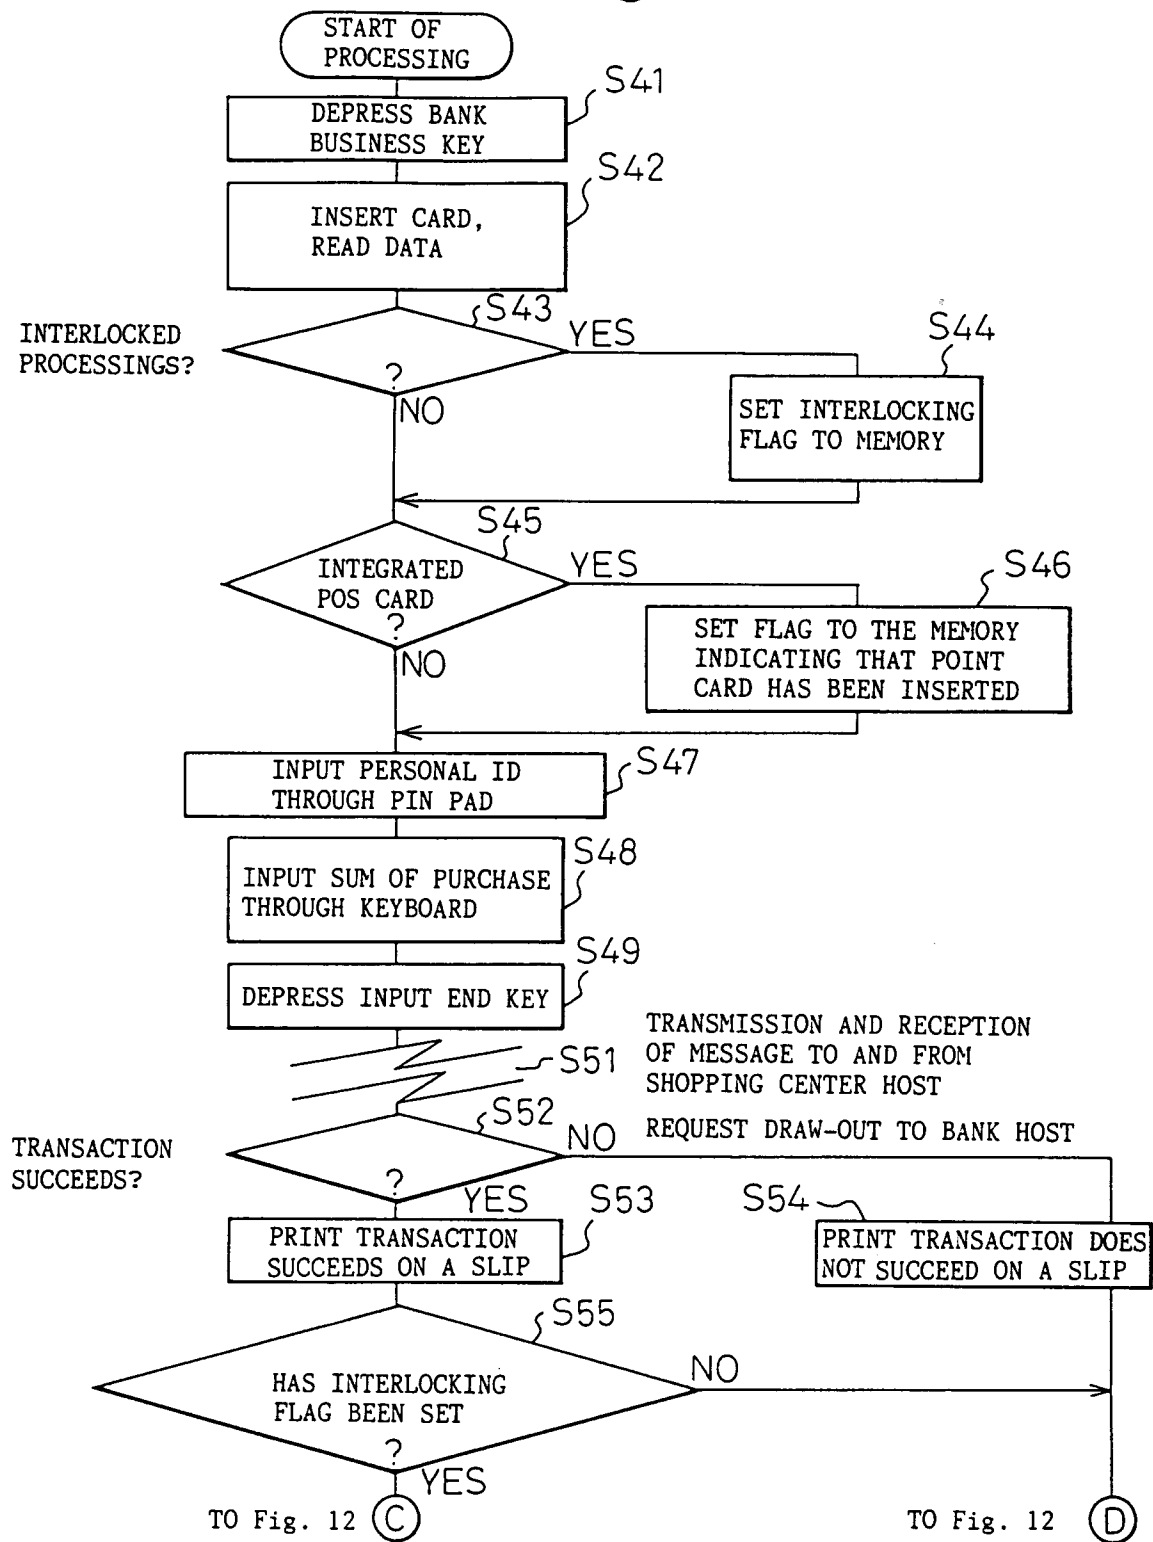 START OF
PROCESSING
S41
DEPRESS BANK
BUSINESS KEY
S42
INSERT CARD,
READ DATA
S43
INTERLOCKED
PROCESSINGS?
?
YES
NO
S44
SET INTERLOCKING
FLAG TO MEMORY
S45
INTEGRATED
POS CARD
?
YES
NO
S46
SET FLAG TO THE MEMORY
INDICATING THAT POINT
CARD HAS BEEN INSERTED
S47
INPUT PERSONAL ID
THROUGH PIN PAD
S48
INPUT SUM OF PURCHASE
THROUGH KEYBOARD
S49
DEPRESS INPUT END KEY
S51
TRANSMISSION AND RECEPTION
OF MESSAGE TO AND FROM
SHOPPING CENTER HOST
REQUEST DRAW-OUT TO BANK HOST
S52
TRANSACTION
SUCCEEDS?
?
NO
YES
S53
PRINT TRANSACTION
SUCCEEDS ON A SLIP
S54
PRINT TRANSACTION DOES
NOT SUCCEED ON A SLIP
S55
HAS INTERLOCKING
FLAG BEEN SET
?
NO
YES
TO Fig. 12 C
TO Fig. 12 D